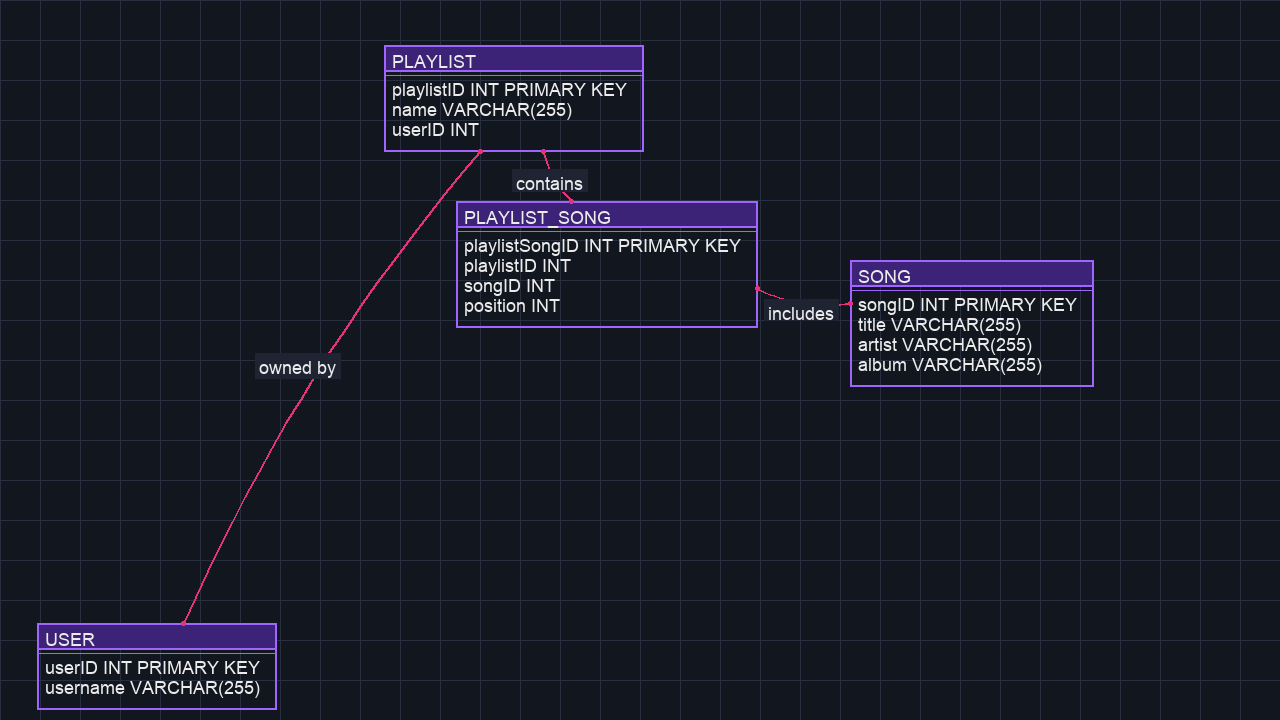 PLAYLIST
playlistID INT PRIMARY KEY
name VARCHAR(255)
userID INT
contains
PLAYLIST_SONG
playlistSongID INT PRIMARY KEY
playlistID INT
songID INT
position INT
includes
SONG
songID INT PRIMARY KEY
title VARCHAR(255)
artist VARCHAR(255)
album VARCHAR(255)
owned by
USER
userID INT PRIMARY KEY
username VARCHAR(255)